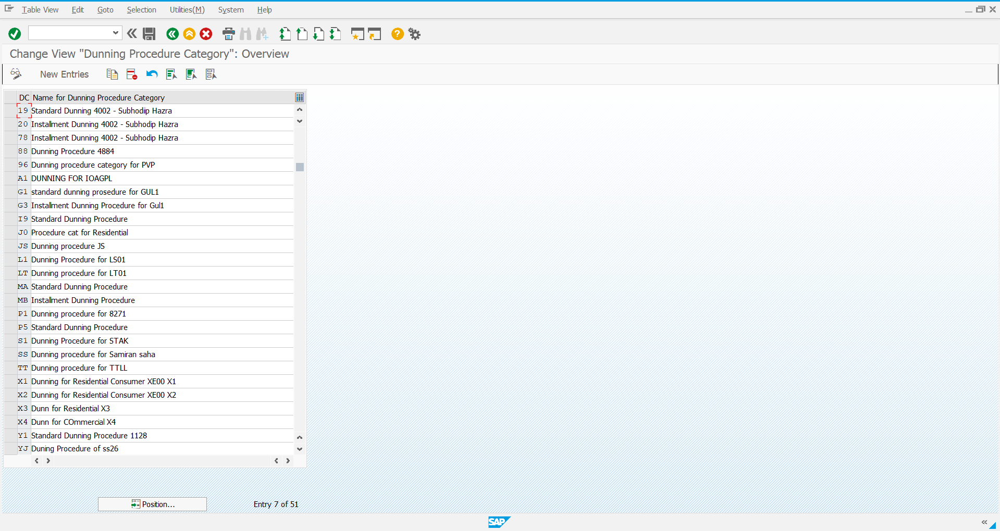 Table View Edit Goto Selection Utilities(M) System Help
Change View "Dunning Procedure Category": Overview
New Entries
DC Name for Dunning Procedure Category
19 Standard Dunning 4002 - Subhodiip Hazra
20 Installment Dunning 4002 - Subhodip Hazra
78 Installment Dunning 4002 - Subhodip Hazra
88 Dunning Procedure 4884
96 Dunning procedure category for PVP
A1 DUNNING FOR IOAGPL
G1 standard dunning prosedure for GUL1
G3 Installment Dunning Procedure for Gul1
I9 Standard Dunning Procedure
J0 Procedure cat for Residential
JS Dunning procedure JS
L1 Dunning Procedure for LS01
LT Dunning procedure for LT01
MA Standard Dunning Procedure
MB Installment Dunning Procedure
P1 Dunning procedure for 8271
P5 Standard Dunning Procedure
S1 Dunning Procedure for STAK
SS Dunning procedure for Samiran saha
TT Dunning procedure for TTLL
X1 Dunning for Residential Consumer XE00 X1
X2 Dunning for Residential Consumer XE00 X2
X3 Dunn for Residential X3
X4 Dunn for COmmercial X4
Y1 Standard Dunning Procedure 1128
YJ Duning Procedure of ss26
Position... Entry 7 of 51
SAP